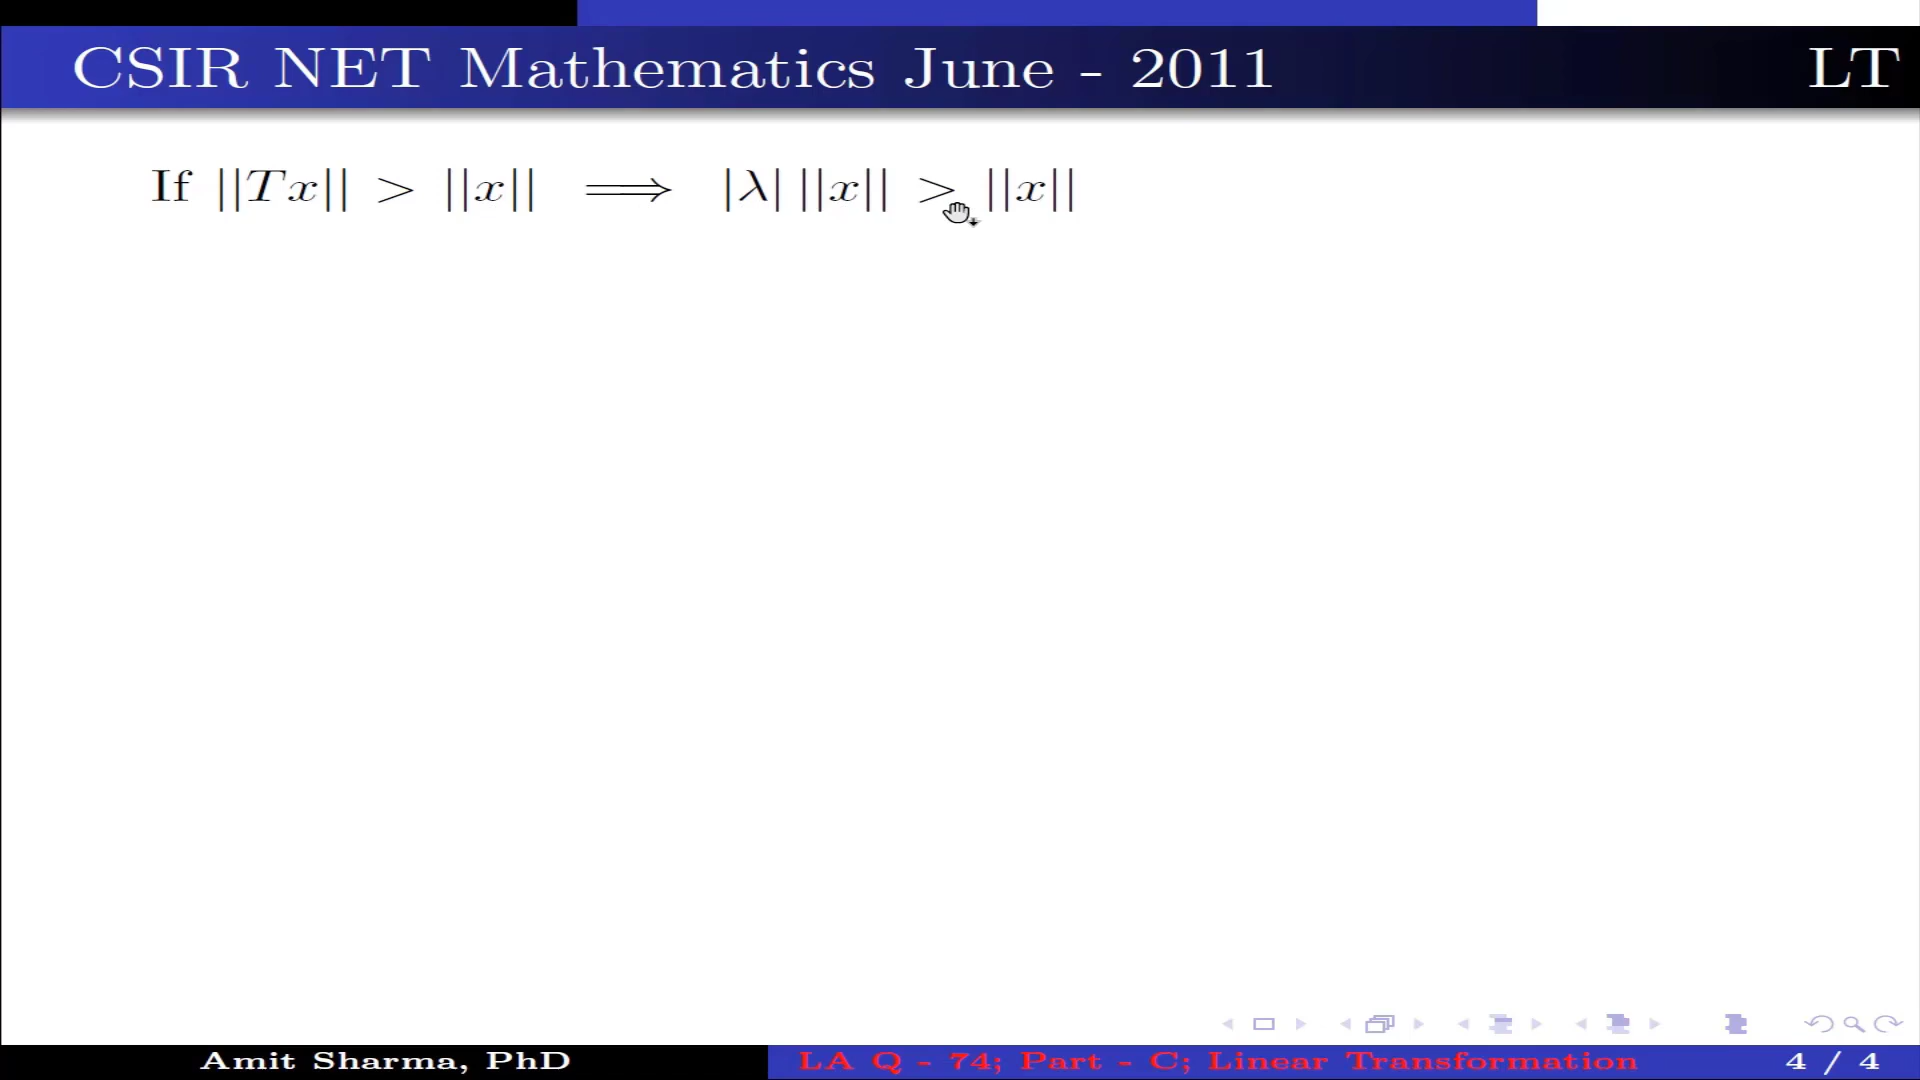 CSIR NET Mathematics June - 2011 LT
If ||Tx|| > ||x|| ⟹ |λ| ||x|| > ||x||
Amit Sharma, PhD LA Q - 74; Part - C; Linear Transformation 4 / 4